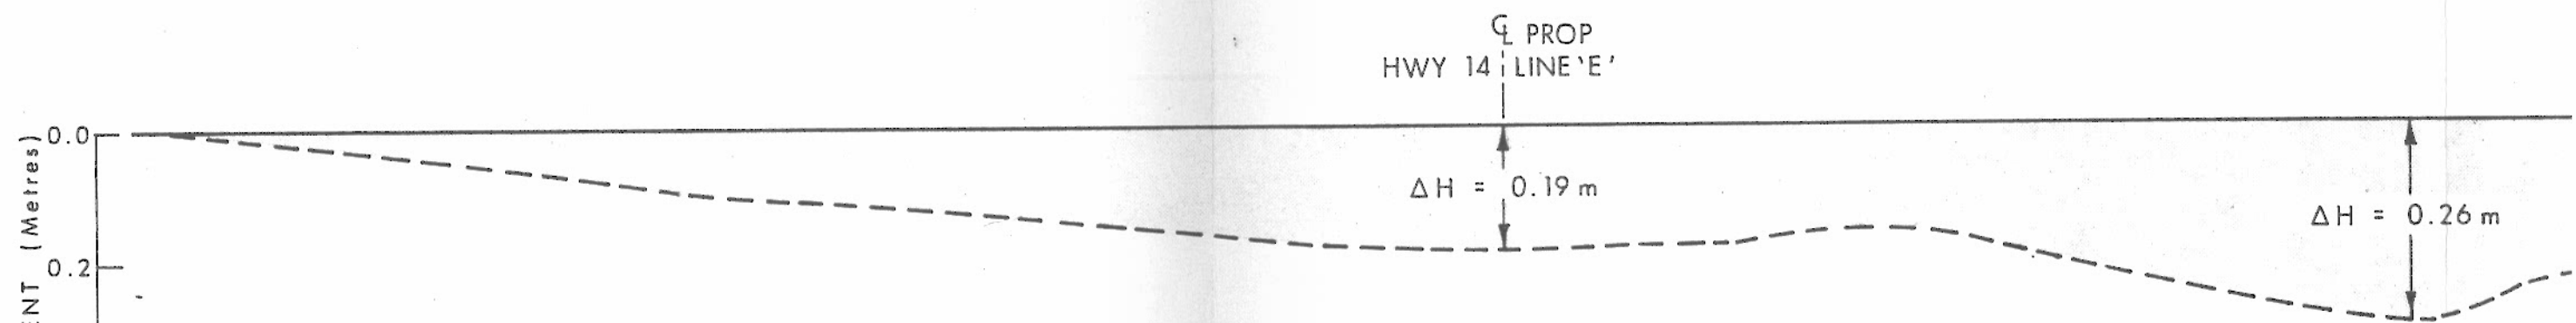 ℄ PROP
HWY 14 LINE 'E'
0.0
ΔH = 0.19 m
ΔH = 0.26 m
0.2
ENT (Metres)